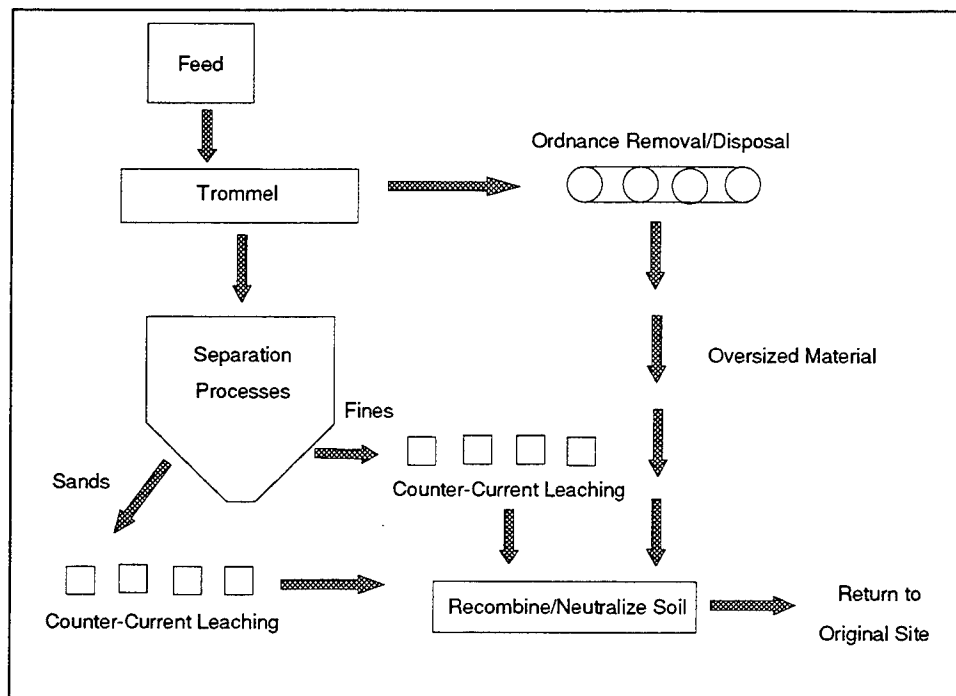 Feed
Ordnance Removal/Disposal
Trommel
Separation
Processes
Oversized Material
Fines
Sands
Counter-Current Leaching
Counter-Current Leaching
Recombine/Neutralize Soil
Return to
Original Site